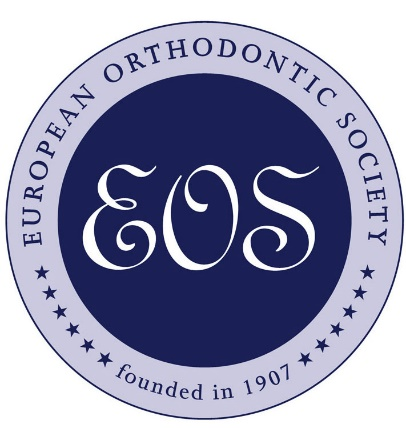 EUROPEAN ORTHODONTIC SOCIETY
EOS
founded in 1907